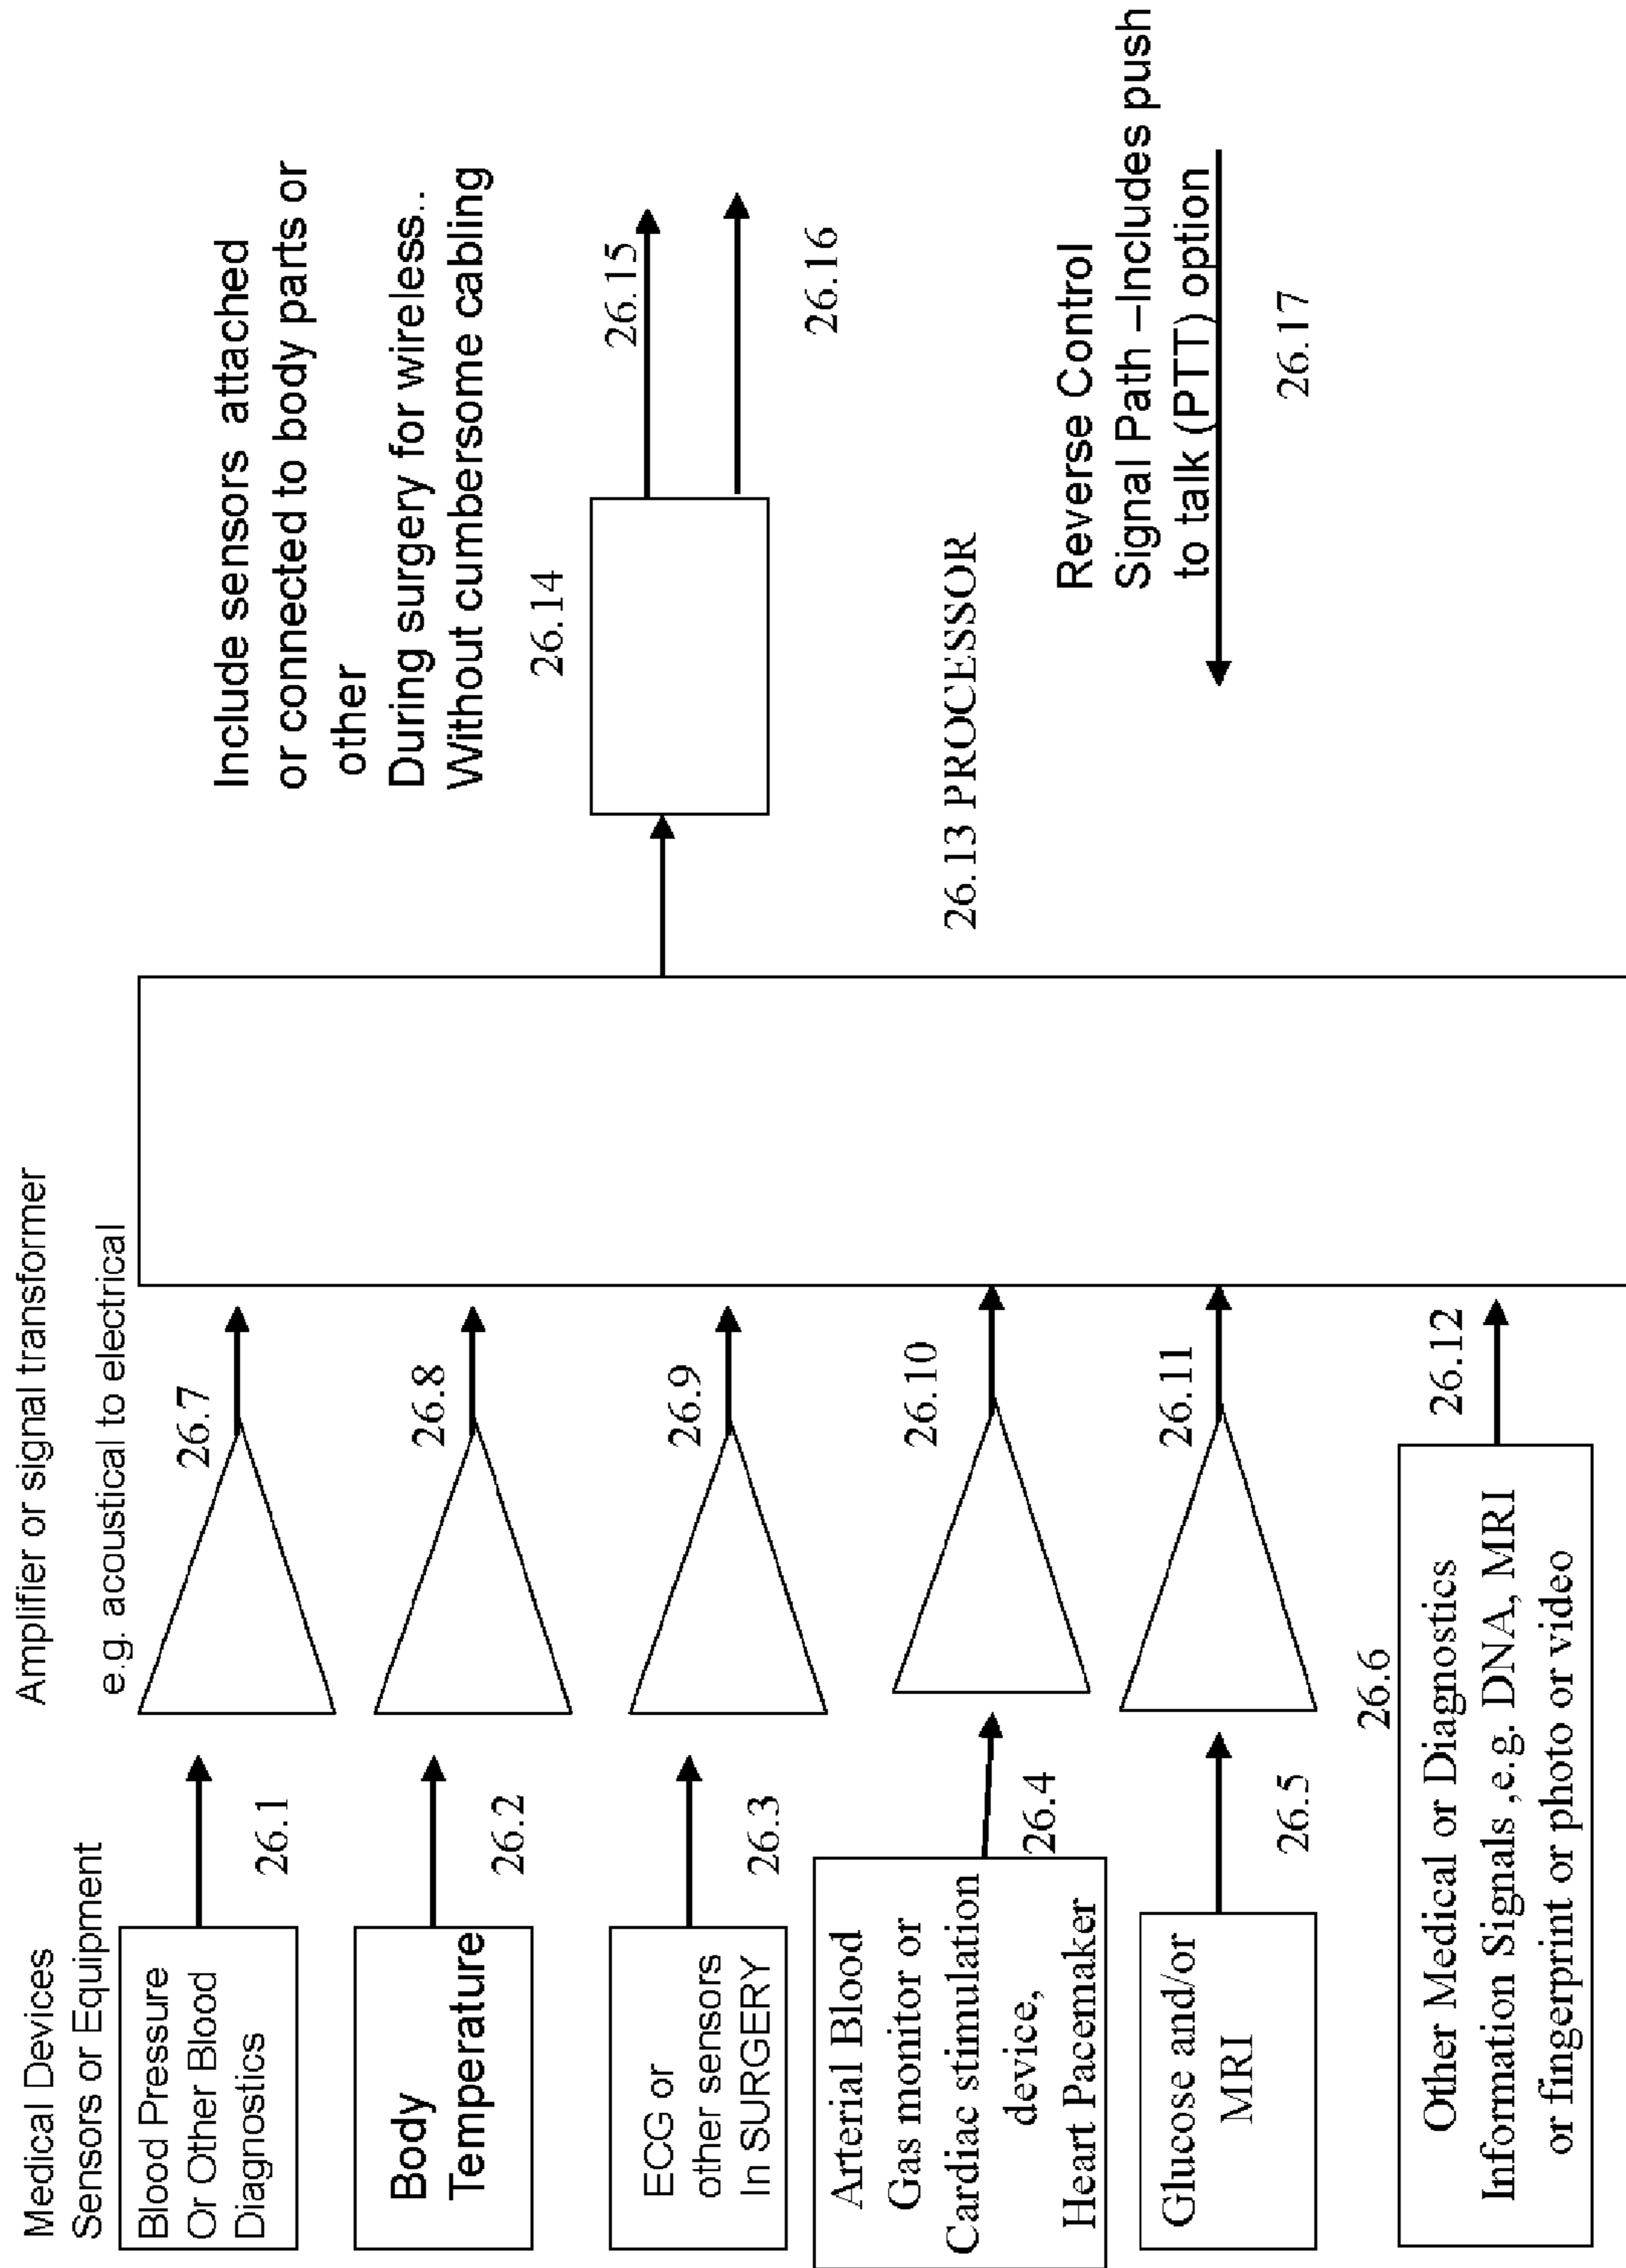 Medical Devices
Sensors or Equipment
Amplifier or signal transformer
e.g. acoustical to electrical
Blood Pressure
Or Other Blood
Diagnostics
26.1
26.7
Body
Temperature
26.2
26.8
ECG or
other sensors
In SURGERY
26.3
26.9
Arterial Blood
Gas monitor or
Cardiac stimulation
device,
Heart Pacemaker
26.4
26.10
Glucose and/or
MRI
26.5
26.11
26.6
Other Medical or Diagnostics
Information Signals ,e.g. DNA, MRI
or fingerprint or photo or video
26.12
Include sensors attached
or connected to body parts or
other
During surgery for wireless..
Without cumbersome cabling
26.14
26.15
26.16
26.13 PROCESSOR
Reverse Control
Signal Path –Includes push
to talk (PTT) option
26.17